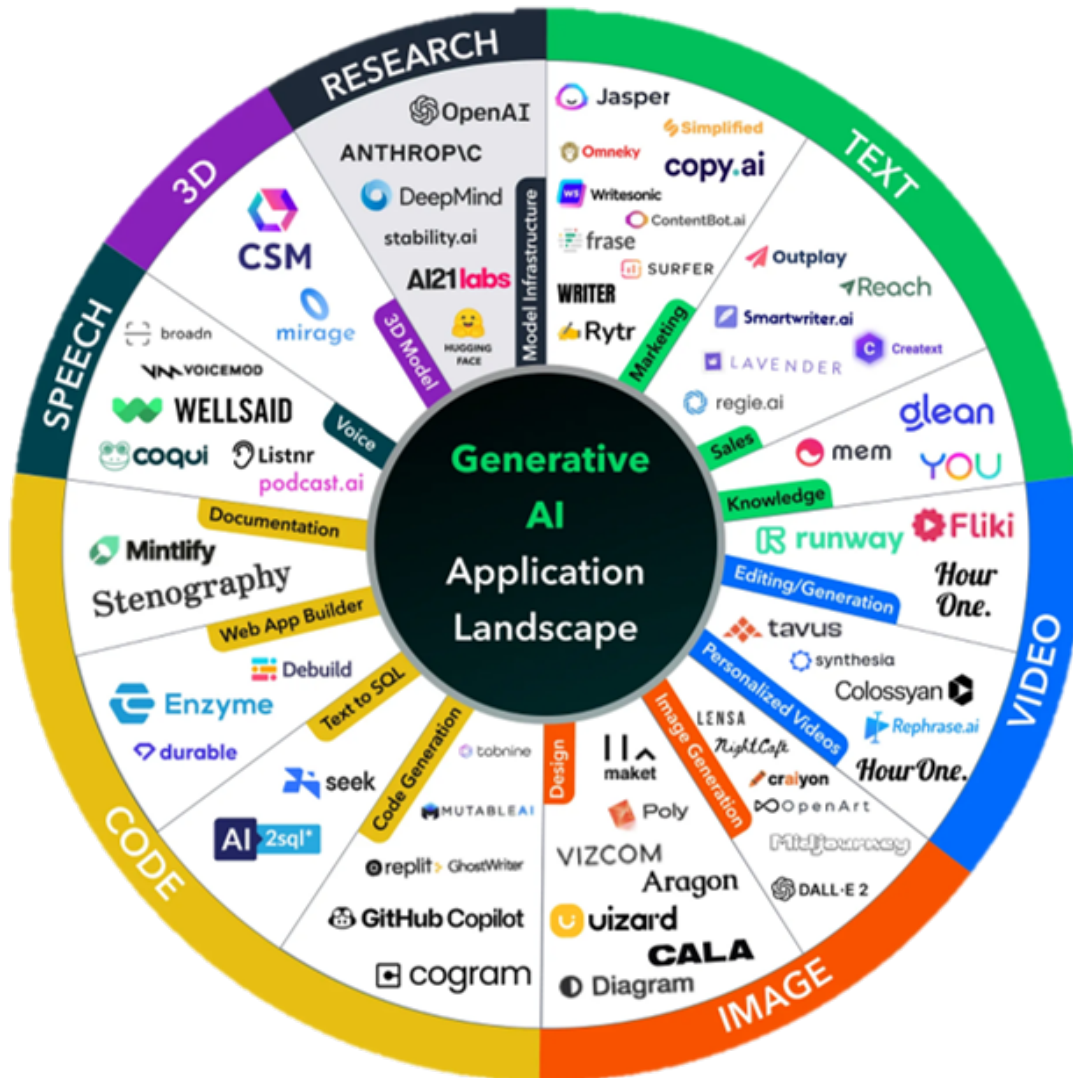 Generative
AI
Application
Landscape
RESEARCH
OpenAI
ANTHROP\C
DeepMind
stability.ai
AI21labs
HUGGING
FACE
Model Infrastructure
TEXT
Jasper
Simplified
Omneky
copy.ai
WS
Writesonic
ContentBot.ai
frase
SURFER
WRITER
Rytr
Marketing
Outplay
Reach
Smartwriter.ai
C
Creatext
LAVENDER
regie.ai
Sales
glean
mem
YOU
Knowledge
VIDEO
runway
Fliki
Hour
One.
Editing/Generation
tavus
synthesia
Colossyan
Rephrase.ai
HourOne.
Personalized Videos
IMAGE
LENSA
NightCafe
craiyon
OpenArt
Midjourney
DALL·E 2
Image Generation
maket
Poly
VIZCOM
Aragon
uizard
CALA
Diagram
Design
CODE
tabnine
MUTABLEAI
replit GhostWriter
GitHub Copilot
cogram
Code Generation
seek
AI 2sql*
Text to SQL
Debuild
Enzyme
durable
Web App Builder
Mintlify
Stenography
Documentation
SPEECH
broadn
VOICEMOD
WELLSAID
coqui
Listnr
podcast.ai
Voice
3D
CSM
mirage
3D Model